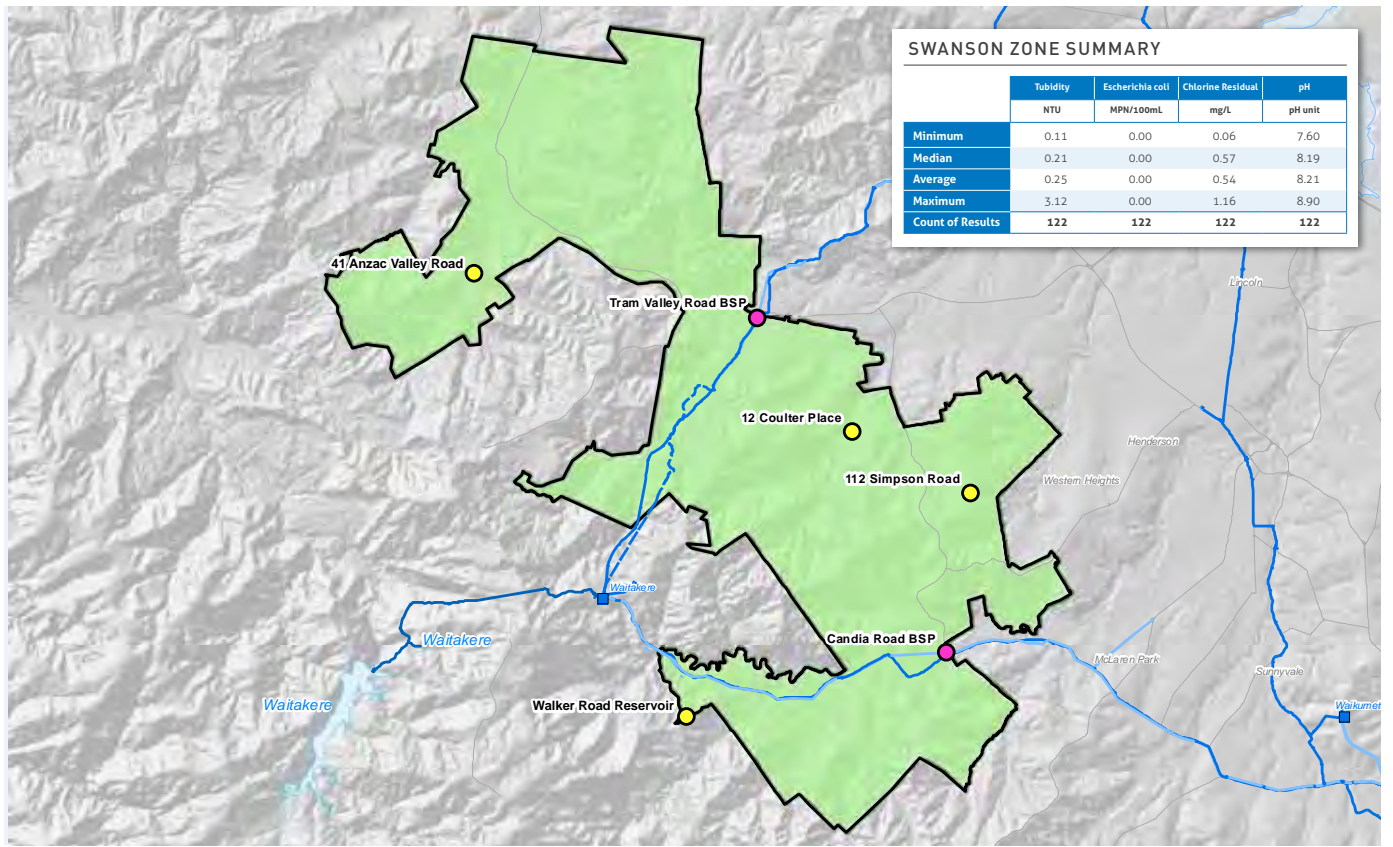 SWANSON ZONE SUMMARY
Tubidity Escherichia coli Chlorine Residual pH
NTU MPN/100mL mg/L pH unit
Minimum 0.11 0.00 0.06 7.60
Median 0.21 0.00 0.57 8.19
Average 0.25 0.00 0.54 8.21
Maximum 3.12 0.00 1.16 8.90
Count of Results 122 122 122 122
41 Anzac Valley Road
Lincoln
Tram Valley Road BSP
12 Coulter Place
Henderson
112 Simpson Road
Western Heights
Waitakere
Waitakere
Candia Road BSP
McLaren Park
Sunnyvale
Waitakere
Walker Road Reservoir
Waikumet